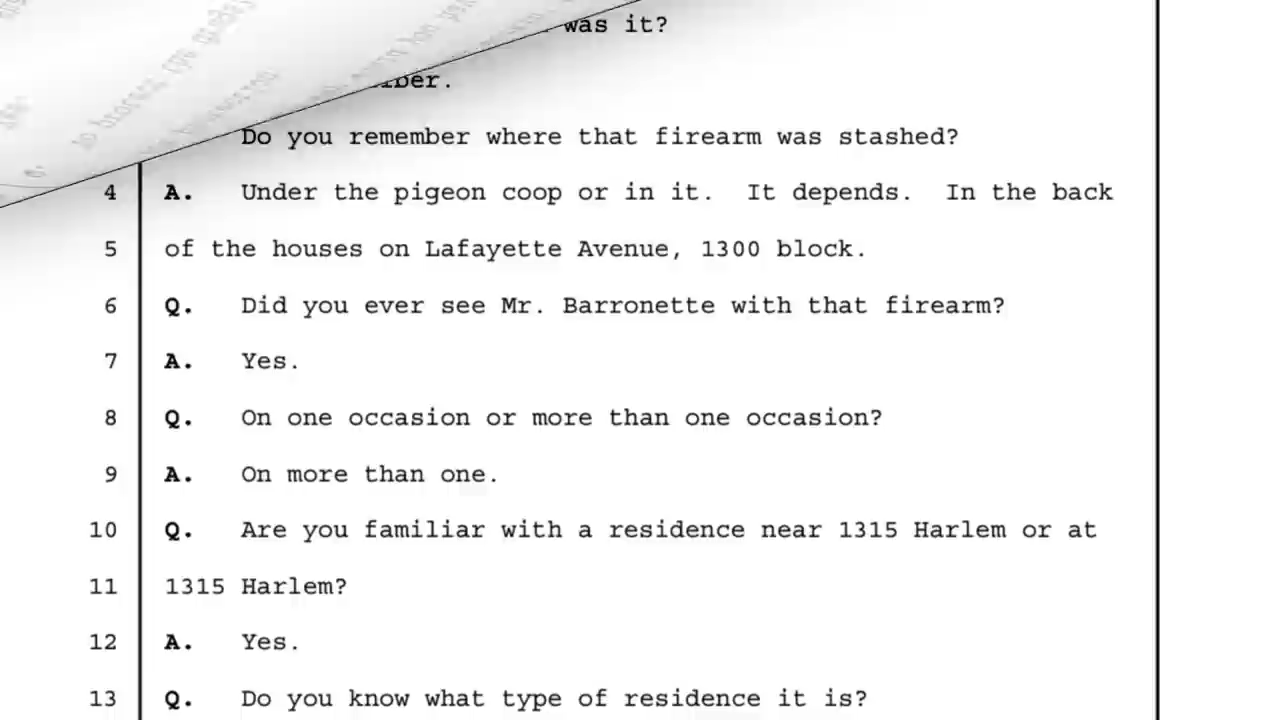 was it?
Do you remember where that firearm was stashed?
4 A. Under the pigeon coop or in it. It depends. In the back
5 of the houses on Lafayette Avenue, 1300 block.
6 Q. Did you ever see Mr. Barronette with that firearm?
7 A. Yes.
8 Q. On one occasion or more than one occasion?
9 A. On more than one.
10 Q. Are you familiar with a residence near 1315 Harlem or at
11 1315 Harlem?
12 A. Yes.
13 Q. Do you know what type of residence it is?